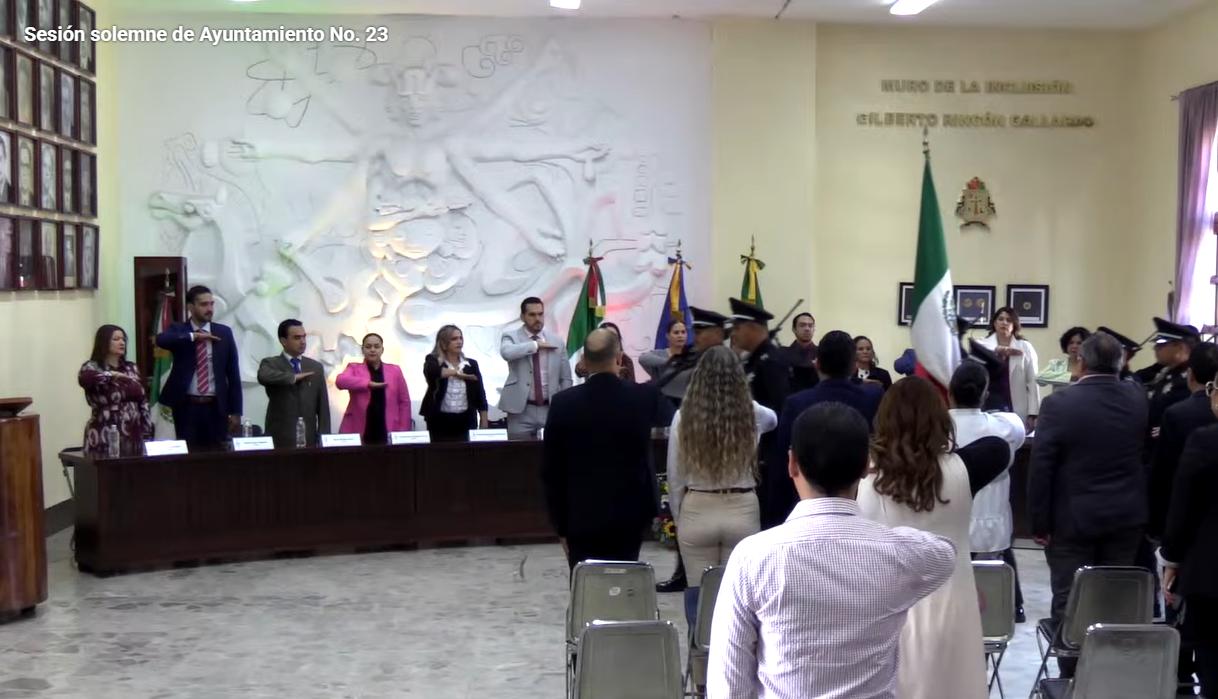 Sesión solemne de Ayuntamiento No. 23
MURO DE LA INCLUSIÓN
GILBERTO RINCÓN GALLARDO